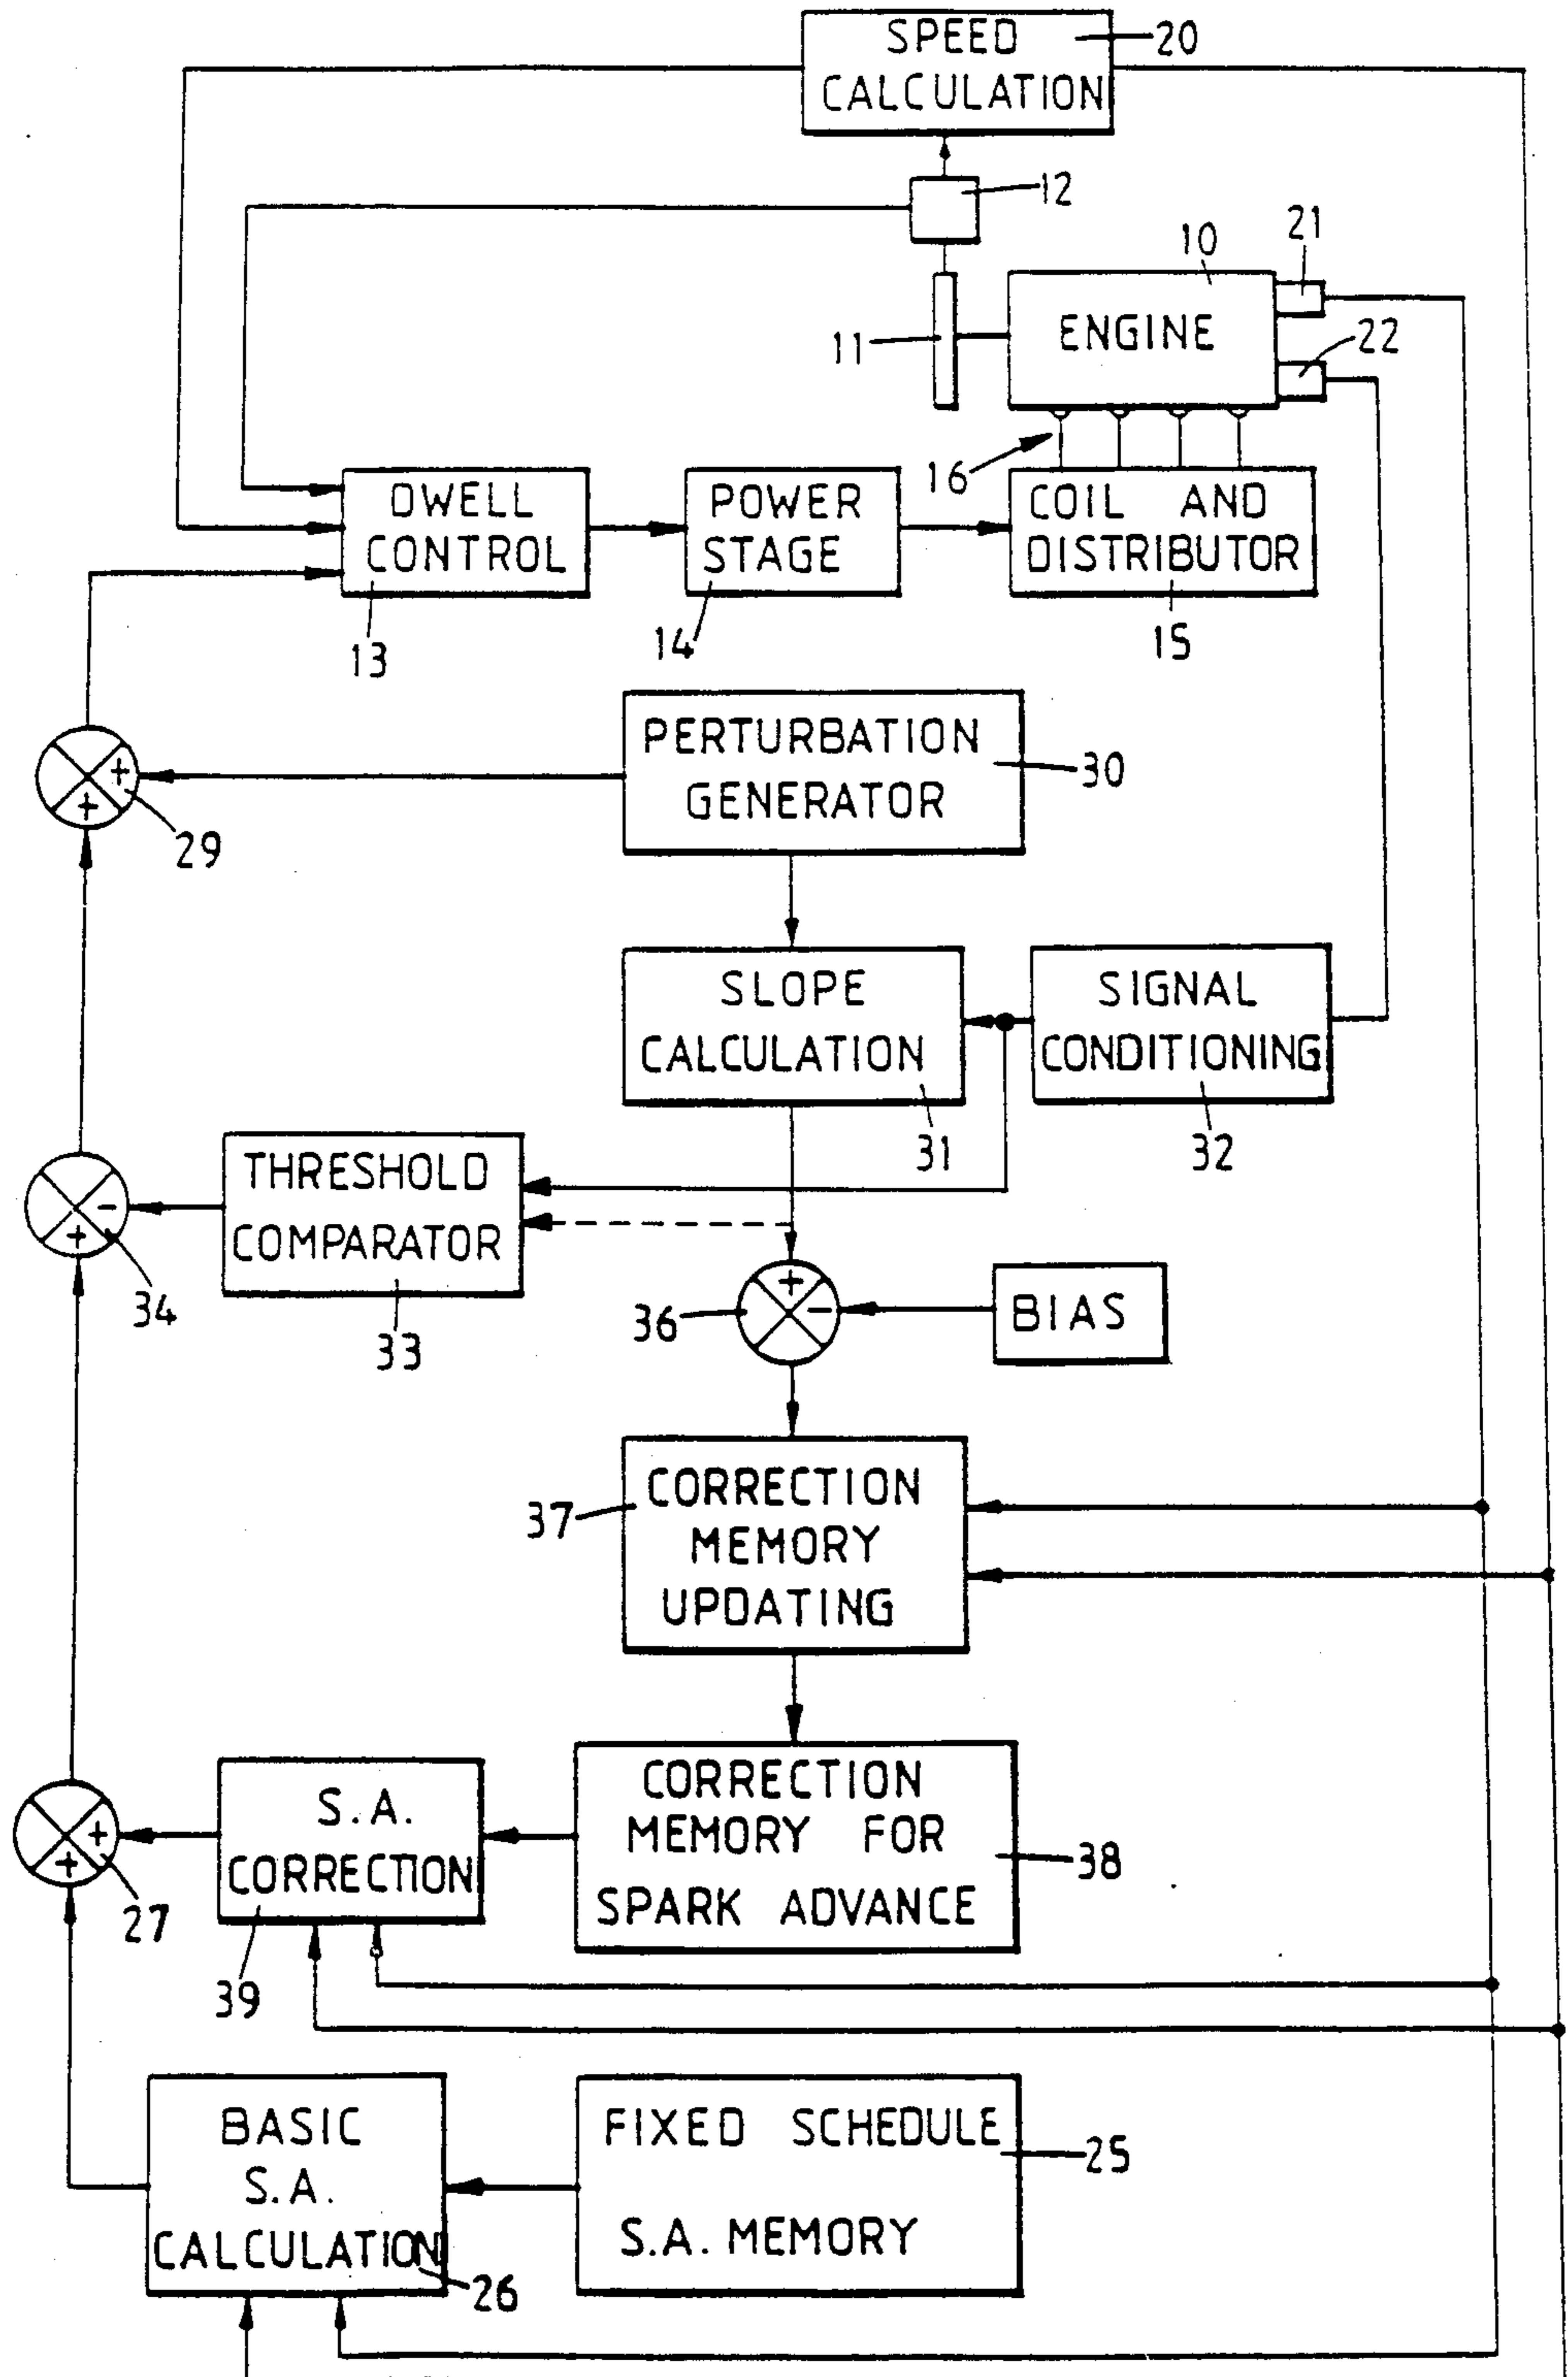 SPEED
CALCULATION
20
12
10
21
ENGINE
11
22
16
DWELL
CONTROL
POWER
STAGE
COIL AND
DISTRIBUTOR
13
14
15
PERTURBATION
GENERATOR
30
+
+
29
SLOPE
CALCULATION
SIGNAL
CONDITIONING
31
32
THRESHOLD
COMPARATOR
-
+
34
33
+
-
36
BIAS
CORRECTION
MEMORY
UPDATING
37
S.A.
CORRECTION
CORRECTION
MEMORY FOR
SPARK ADVANCE
38
+
+
27
39
BASIC
S.A.
CALCULATION
26
FIXED SCHEDULE
S.A. MEMORY
25